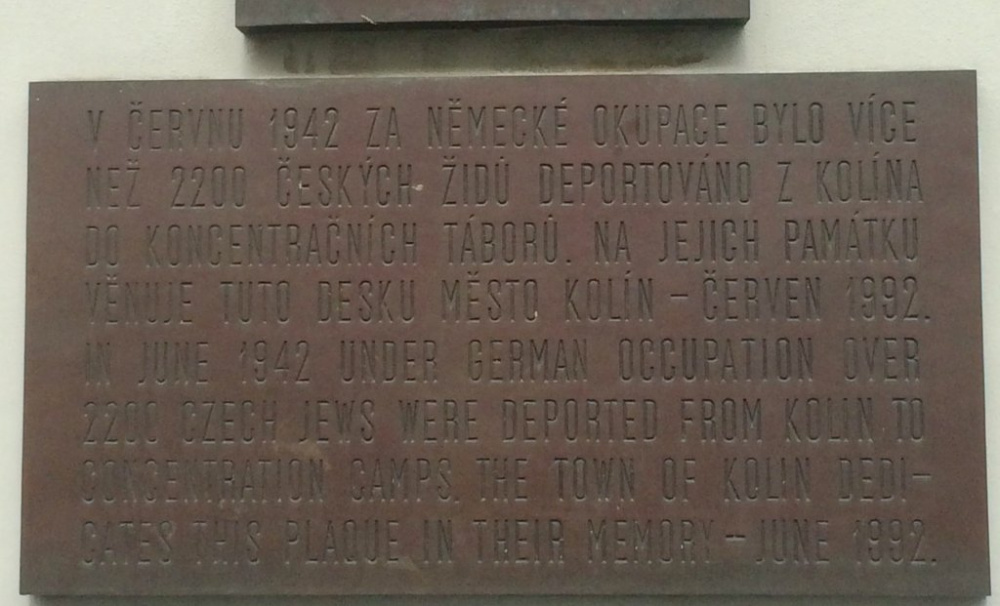 V ČERVNU 1942 ZA NĚMECKÉ OKUPACE BYLO VÍCE
NEŽ 2200 ČESKÝCH ŽIDŮ DEPORTOVÁNO Z KOLÍNA
DO KONCENTRAČNÍCH TÁBORŮ. NA JEJICH PAMÁTKU
VĚNUJE TUTO DESKU MĚSTO KOLÍN – ČERVEN 1992.
IN JUNE 1942 UNDER GERMAN OCCUPATION OVER
2200 CZECH JEWS WERE DEPORTED FROM KOLIN TO
CONCENTRATION CAMPS. THE TOWN OF KOLIN DEDI–
CATES THIS PLAQUE IN THEIR MEMORY – JUNE 1992.